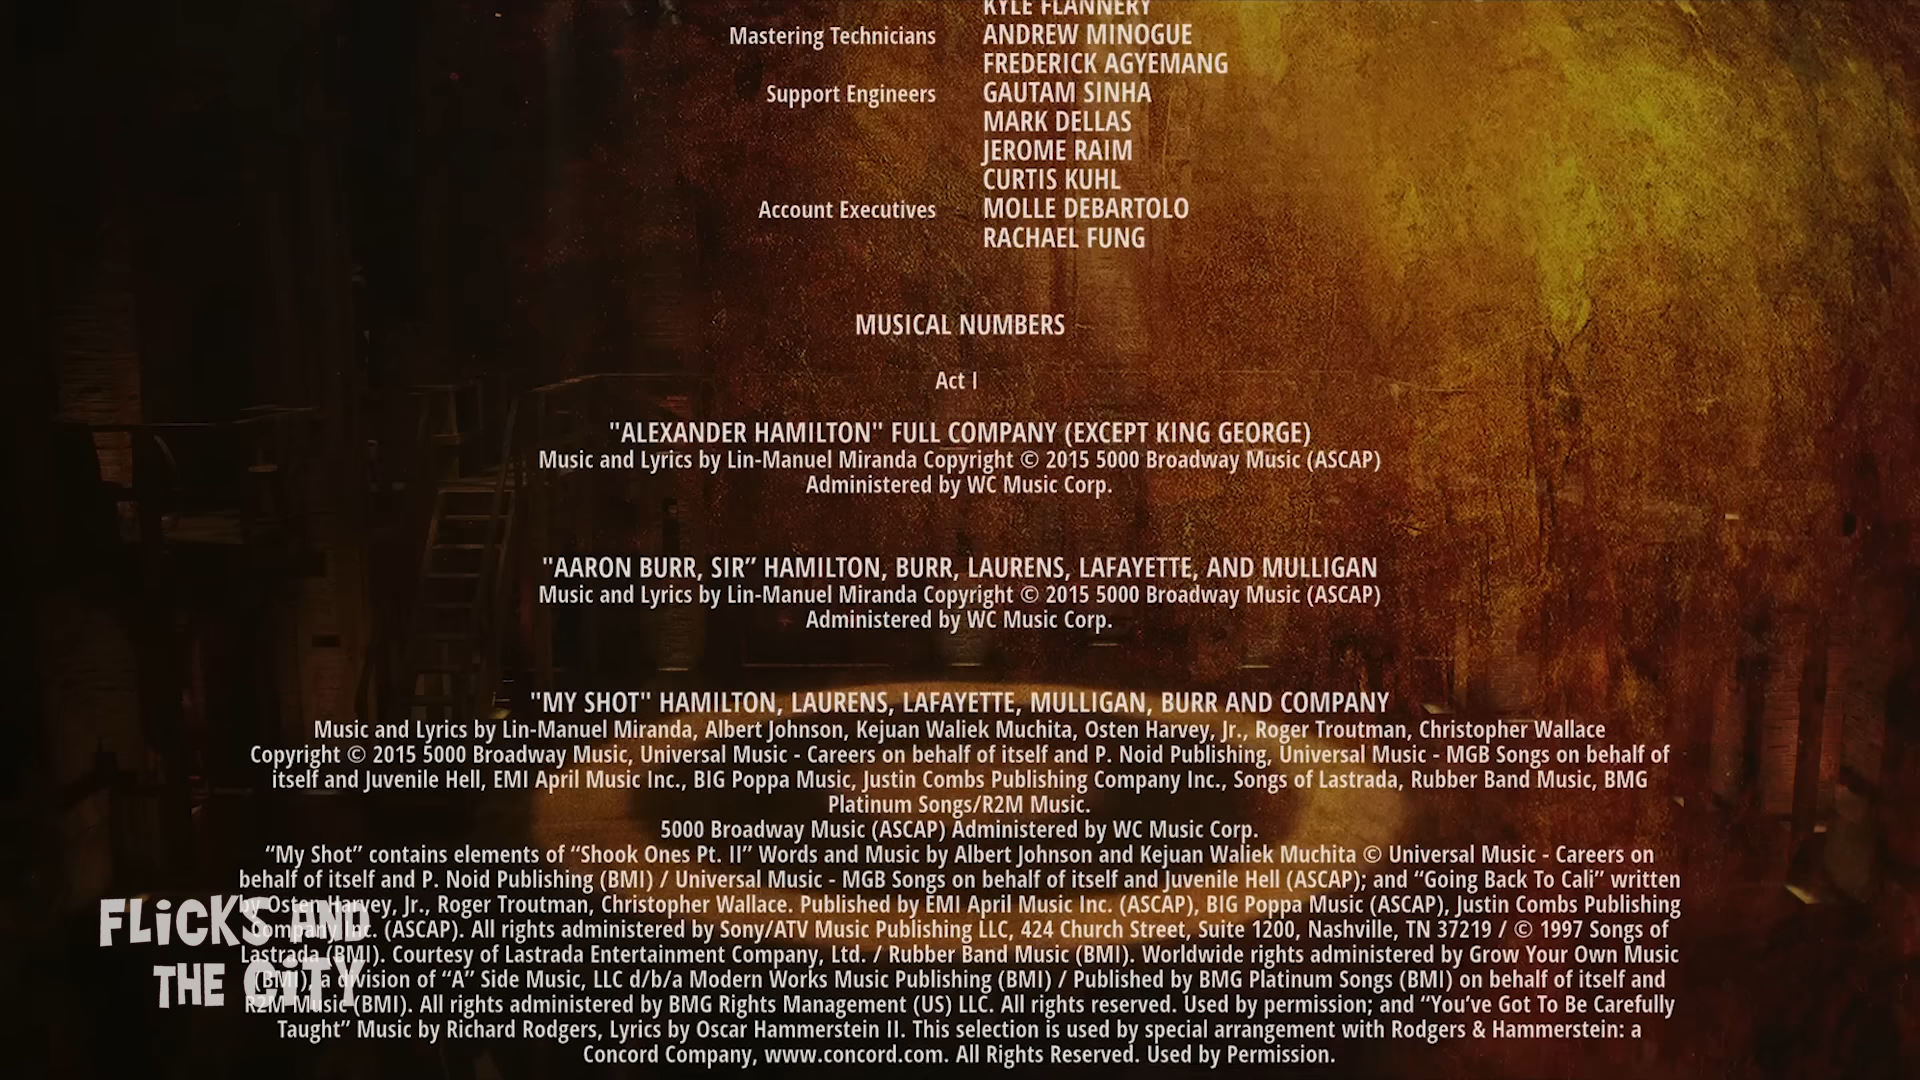 KYLE FLANNERY
Mastering Technicians ANDREW MINOGUE
FREDERICK AGYEMANG
Support Engineers GAUTAM SINHA
MARK DELLAS
JEROME RAIM
CURTIS KUHL
Account Executives MOLLE DEBARTOLO
RACHAEL FUNG
MUSICAL NUMBERS
Act I
"ALEXANDER HAMILTON" FULL COMPANY (EXCEPT KING GEORGE)
Music and Lyrics by Lin-Manuel Miranda Copyright © 2015 5000 Broadway Music (ASCAP)
Administered by WC Music Corp.
"AARON BURR, SIR” HAMILTON, BURR, LAURENS, LAFAYETTE, AND MULLIGAN
Music and Lyrics by Lin-Manuel Miranda Copyright © 2015 5000 Broadway Music (ASCAP)
Administered by WC Music Corp.
"MY SHOT" HAMILTON, LAURENS, LAFAYETTE, MULLIGAN, BURR AND COMPANY
Music and Lyrics by Lin-Manuel Miranda, Albert Johnson, Kejuan Waliek Muchita, Osten Harvey, Jr., Roger Troutman, Christopher Wallace
Copyright © 2015 5000 Broadway Music, Universal Music - Careers on behalf of itself and P. Noid Publishing, Universal Music - MGB Songs on behalf of
itself and Juvenile Hell, EMI April Music Inc., BIG Poppa Music, Justin Combs Publishing Company Inc., Songs of Lastrada, Rubber Band Music, BMG
Platinum Songs/R2M Music.
5000 Broadway Music (ASCAP) Administered by WC Music Corp.
“My Shot” contains elements of “Shook Ones Pt. II” Words and Music by Albert Johnson and Kejuan Waliek Muchita © Universal Music - Careers on
behalf of itself and P. Noid Publishing (BMI) / Universal Music - MGB Songs on behalf of itself and Juvenile Hell (ASCAP); and “Going Back To Cali” written
by Osten Harvey, Jr., Roger Troutman, Christopher Wallace. Published by EMI April Music Inc. (ASCAP), BIG Poppa Music (ASCAP), Justin Combs Publishing
Company Inc. (ASCAP). All rights administered by Sony/ATV Music Publishing LLC, 424 Church Street, Suite 1200, Nashville, TN 37219 / © 1997 Songs of
Lastrada (BMI). Courtesy of Lastrada Entertainment Company, Ltd. / Rubber Band Music (BMI). Worldwide rights administered by Grow Your Own Music
(BMI), a division of “A” Side Music, LLC d/b/a Modern Works Music Publishing (BMI) / Published by BMG Platinum Songs (BMI) on behalf of itself and
R2M Music (BMI). All rights administered by BMG Rights Management (US) LLC. All rights reserved. Used by permission; and “You’ve Got To Be Carefully
Taught” Music by Richard Rodgers, Lyrics by Oscar Hammerstein II. This selection is used by special arrangement with Rodgers & Hammerstein: a
Concord Company, www.concord.com. All Rights Reserved. Used by Permission.
FLiCKS AND
THE CiTY